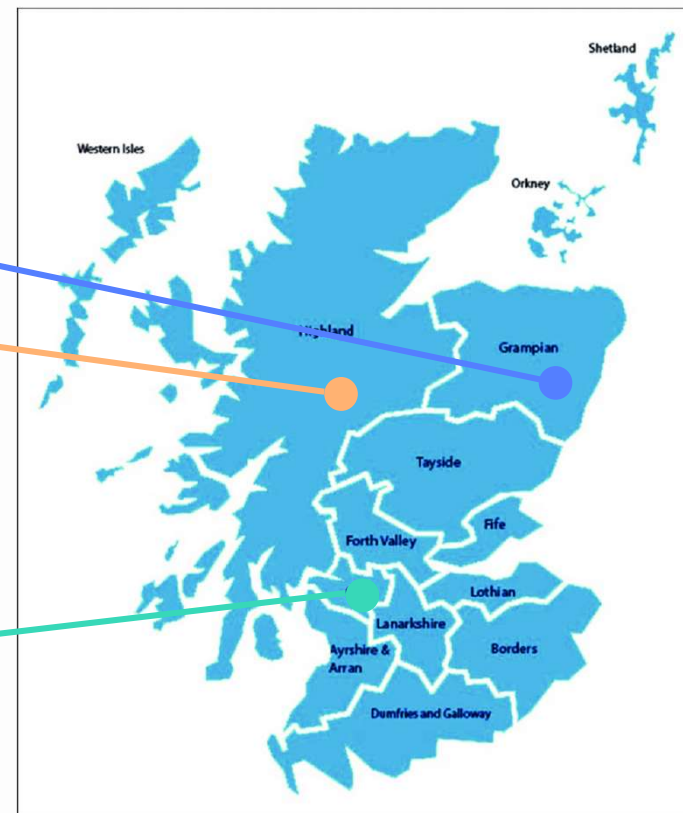 Shetland
Western Isles
Orkney
Highland
Grampian
Tayside
Fife
Forth Valley
Lothian
Lanarkshire
Ayrshire &
Arran
Borders
Dumfries and Galloway